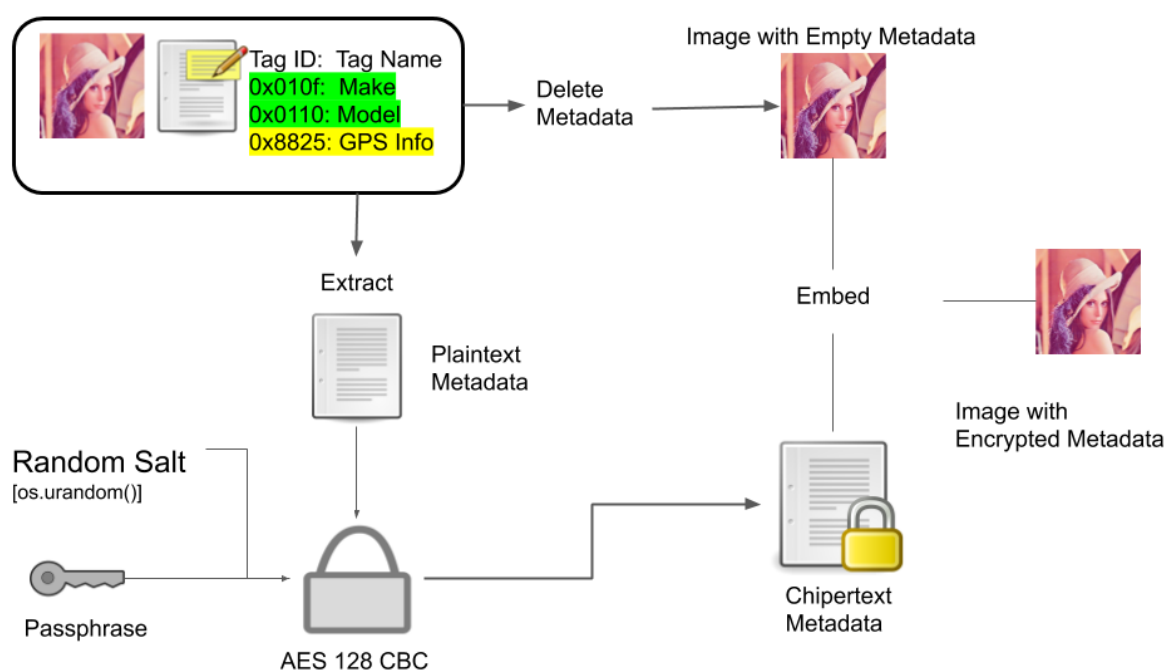 Tag ID:  Tag Name
0x010f:  Make
0x0110: Model
0x8825: GPS Info
Delete
Metadata
Image with Empty Metadata
Extract
Plaintext
Metadata
Embed
Image with
Encrypted Metadata
Random Salt
[os.urandom()]
Passphrase
AES 128 CBC
Chipertext
Metadata